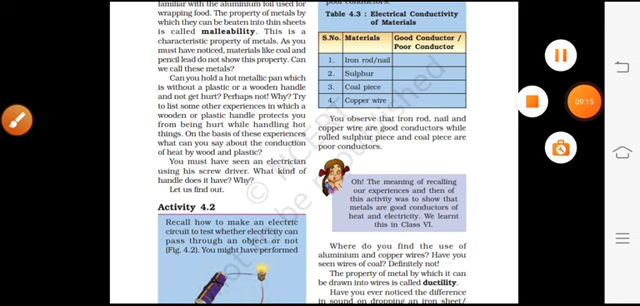 familiar with the aluminium foil used for
wrapping food. The property of metals by
which they can be beaten into thin sheets
is called malleability. This is a
characteristic property of metals. As you
must have noticed, materials like coal and
pencil lead do not show this property. Can
we call these metals?
Can you hold a hot metallic pan which
is without a plastic or a wooden handle
and not get hurt? Perhaps not! Why? Try
to list some other experiences in which a
wooden or plastic handle protects you
from being hurt while handling hot
things. On the basis of these experiences
what can you say about the conduction
of heat by wood and plastic?
You must have seen an electrician
using his screw driver. What kind of
handle does it have? Why?
Let us find out.
Activity 4.2
Recall how to make an electric
circuit to test whether electricity can
pass through an object or not
(Fig. 4.2). You might have performed
poor conductors.
Table 4.3 : Electrical Conductivity
of Materials
S.No. Materials Good Conductor /
Poor Conductor
1. Iron rod/nail
2. Sulphur
3. Coal piece
4. Copper wire
You observe that iron rod, nail and
copper wire are good conductors while
rolled sulphur piece and coal piece are
poor conductors.
Oh! The meaning of recalling
our experiences and then of
this activity was to show that
metals are good conductors of
heat and electricity. We learnt
this in Class VI.
Where do you find the use of
aluminium and copper wires? Have you
seen wires of coal? Definitely not!
The property of metal by which it can
be drawn into wires is called ductility.
Have you ever noticed the difference
in sound on dropping an iron sheet/
09:15